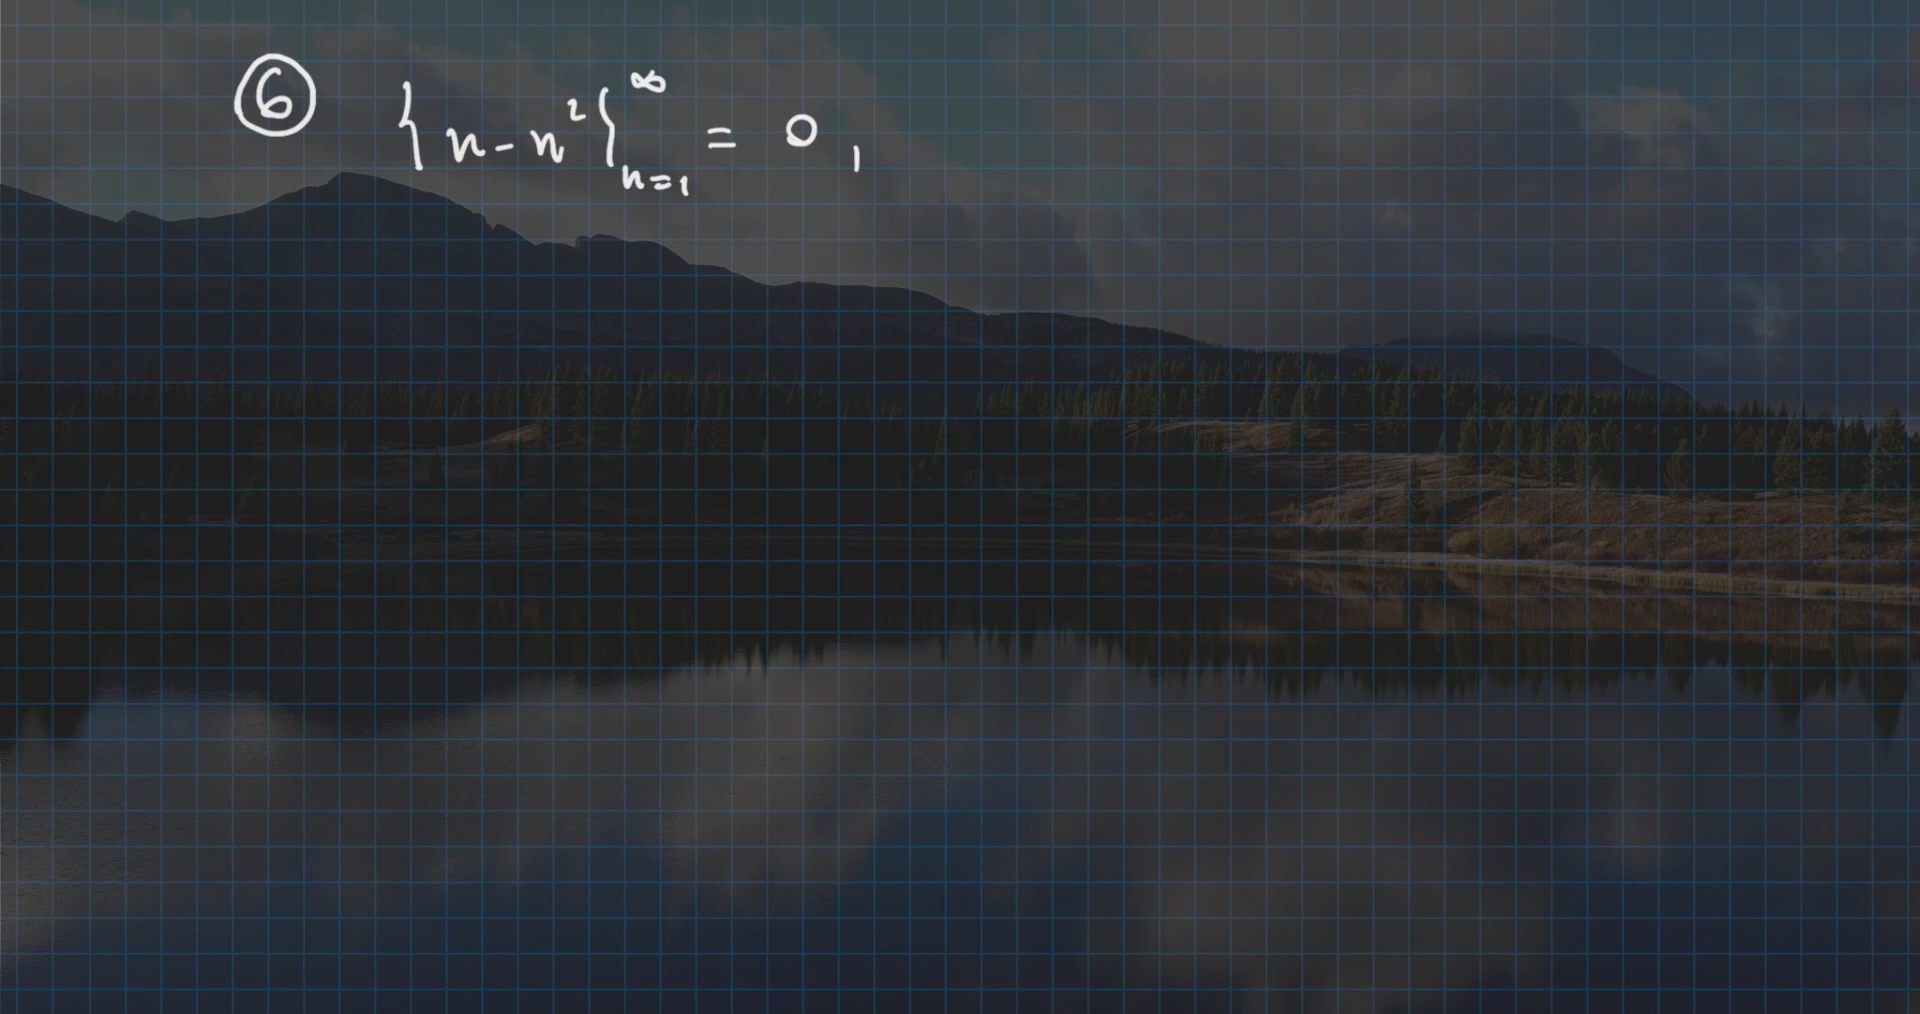 ⑥ { n - n² }_{n=1}^{∞} = 0 ,